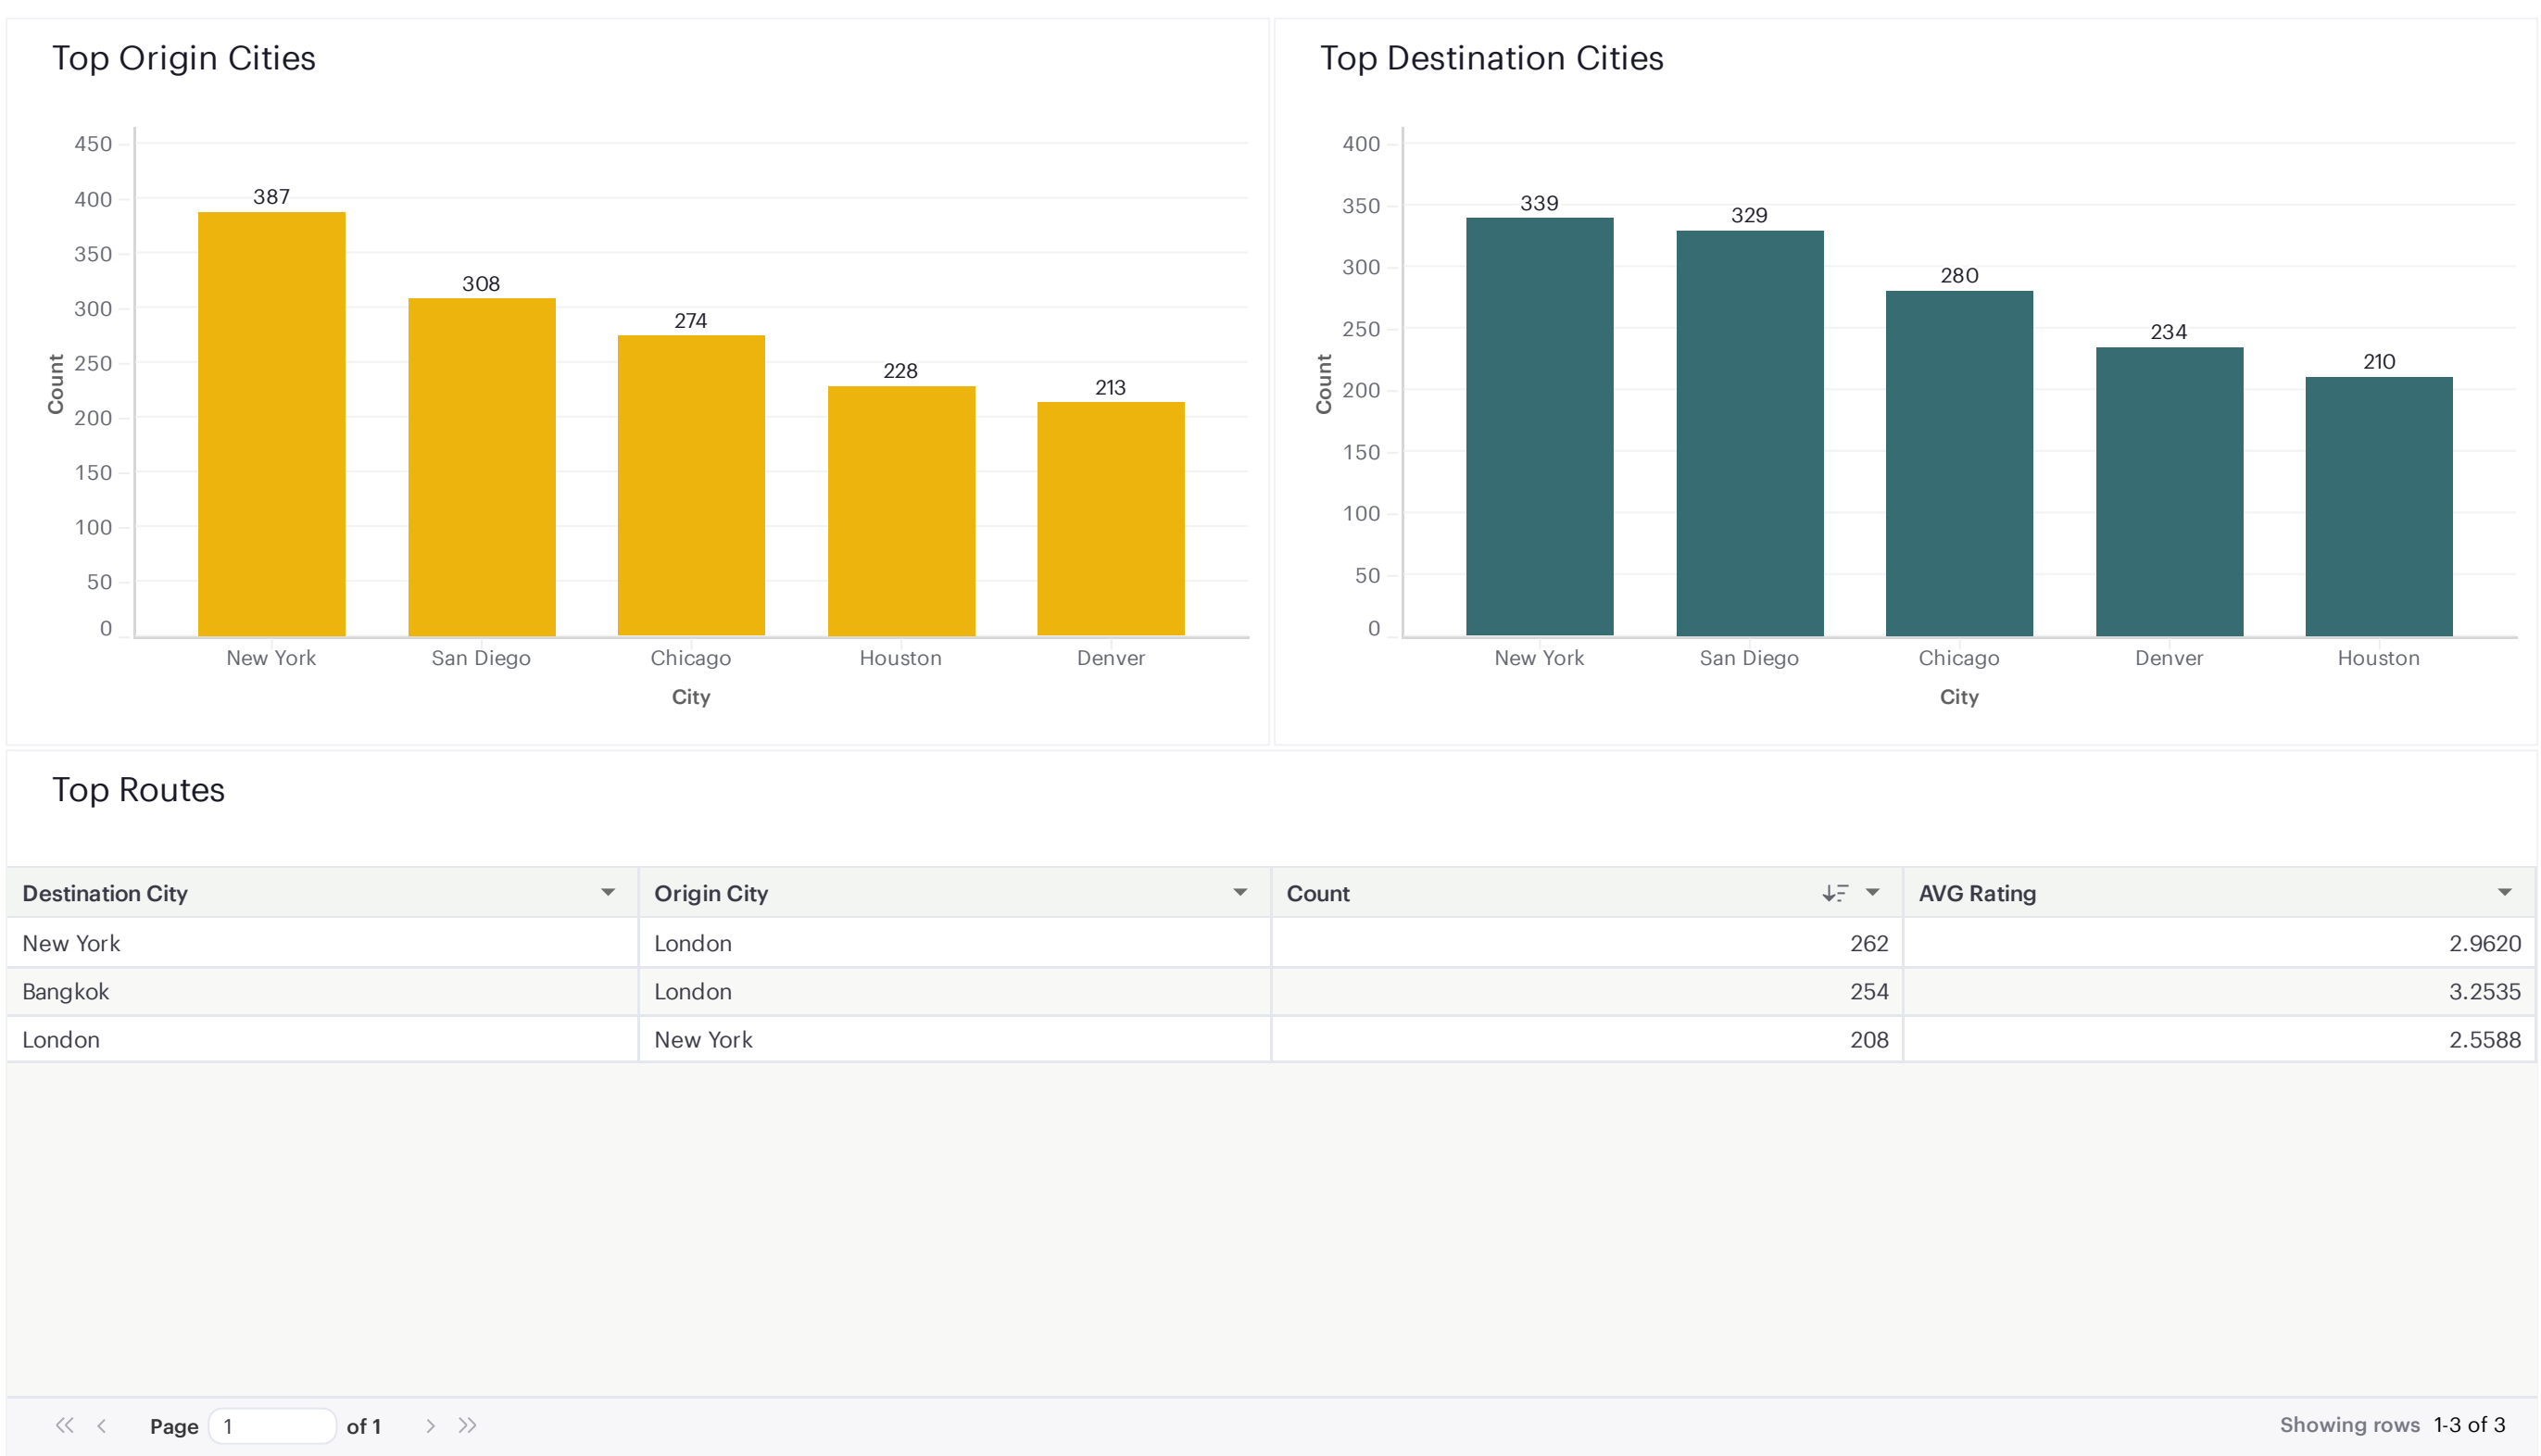 Top Origin Cities
450
400
350
300
250
200
150
100
50
0
Count
387
308
274
228
213
New York San Diego Chicago Houston Denver
City
Top Destination Cities
400
350
300
250
200
150
100
50
0
Count
339
329
280
234
210
New York San Diego Chicago Denver Houston
City
Top Routes
Destination City Origin City Count AVG Rating
New York London 262 2.9620
Bangkok London 254 3.2535
London New York 208 2.5588
Page 1 of 1 Showing rows 1-3 of 3